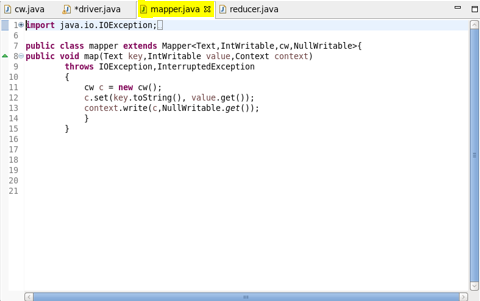 cw.java *driver.java mapper.java reducer.java
1 import java.io.IOException;
6
7 public class mapper extends Mapper<Text,IntWritable,cw,NullWritable>{
8 public void map(Text key,IntWritable value,Context context)
9 throws IOException,InterruptedException
10 {
11 cw c = new cw();
12 c.set(key.toString(), value.get());
13 context.write(c,NullWritable.get());
14 }
15 }
16
17
18
19
20
21